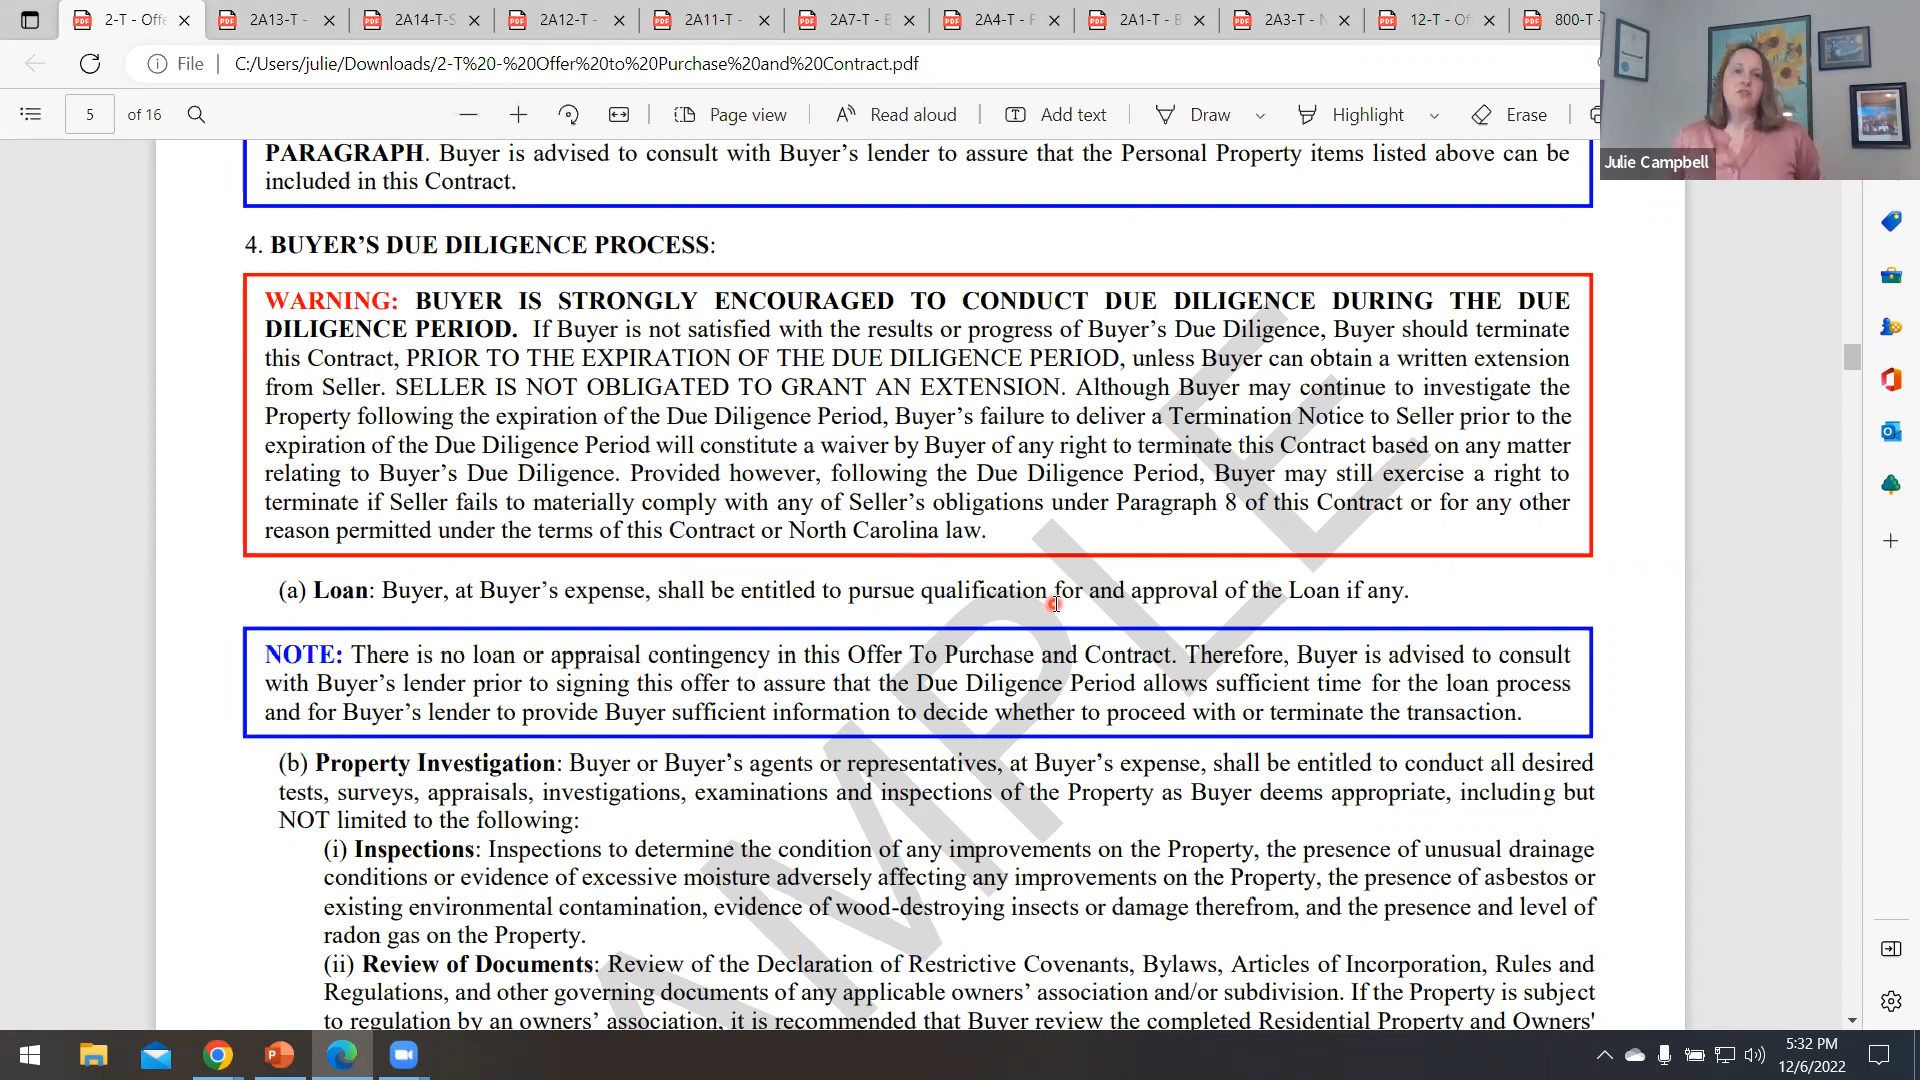 2-T - Offe
2A13-T -
2A14-T-S
2A12-T -
2A11-T -
2A7-T - B
2A4-T - F
2A1-T - B
2A3-T - N
12-T - Of
800-T -
File
C:/Users/julie/Downloads/2-T%20-%20Offer%20to%20Purchase%20and%20Contract.pdf
5 of 16
Page view
Read aloud
Add text
Draw
Highlight
Erase
Julie Campbell
PARAGRAPH. Buyer is advised to consult with Buyer's lender to assure that the Personal Property items listed above can be
included in this Contract.
4. BUYER'S DUE DILIGENCE PROCESS:
WARNING: BUYER IS STRONGLY ENCOURAGED TO CONDUCT DUE DILIGENCE DURING THE DUE
DILIGENCE PERIOD. If Buyer is not satisfied with the results or progress of Buyer's Due Diligence, Buyer should terminate
this Contract, PRIOR TO THE EXPIRATION OF THE DUE DILIGENCE PERIOD, unless Buyer can obtain a written extension
from Seller. SELLER IS NOT OBLIGATED TO GRANT AN EXTENSION. Although Buyer may continue to investigate the
Property following the expiration of the Due Diligence Period, Buyer's failure to deliver a Termination Notice to Seller prior to the
expiration of the Due Diligence Period will constitute a waiver by Buyer of any right to terminate this Contract based on any matter
relating to Buyer's Due Diligence. Provided however, following the Due Diligence Period, Buyer may still exercise a right to
terminate if Seller fails to materially comply with any of Seller's obligations under Paragraph 8 of this Contract or for any other
reason permitted under the terms of this Contract or North Carolina law.
(a) Loan: Buyer, at Buyer's expense, shall be entitled to pursue qualification for and approval of the Loan if any.
NOTE: There is no loan or appraisal contingency in this Offer To Purchase and Contract. Therefore, Buyer is advised to consult
with Buyer's lender prior to signing this offer to assure that the Due Diligence Period allows sufficient time for the loan process
and for Buyer's lender to provide Buyer sufficient information to decide whether to proceed with or terminate the transaction.
(b) Property Investigation: Buyer or Buyer's agents or representatives, at Buyer's expense, shall be entitled to conduct all desired
tests, surveys, appraisals, investigations, examinations and inspections of the Property as Buyer deems appropriate, including but
NOT limited to the following:
(i) Inspections: Inspections to determine the condition of any improvements on the Property, the presence of unusual drainage
conditions or evidence of excessive moisture adversely affecting any improvements on the Property, the presence of asbestos or
existing environmental contamination, evidence of wood-destroying insects or damage therefrom, and the presence and level of
radon gas on the Property.
(ii) Review of Documents: Review of the Declaration of Restrictive Covenants, Bylaws, Articles of Incorporation, Rules and
Regulations, and other governing documents of any applicable owners' association and/or subdivision. If the Property is subject
to regulation by an owners' association, it is recommended that Buyer review the completed Residential Property and Owners'
AMPLE
5:32 PM
12/6/2022